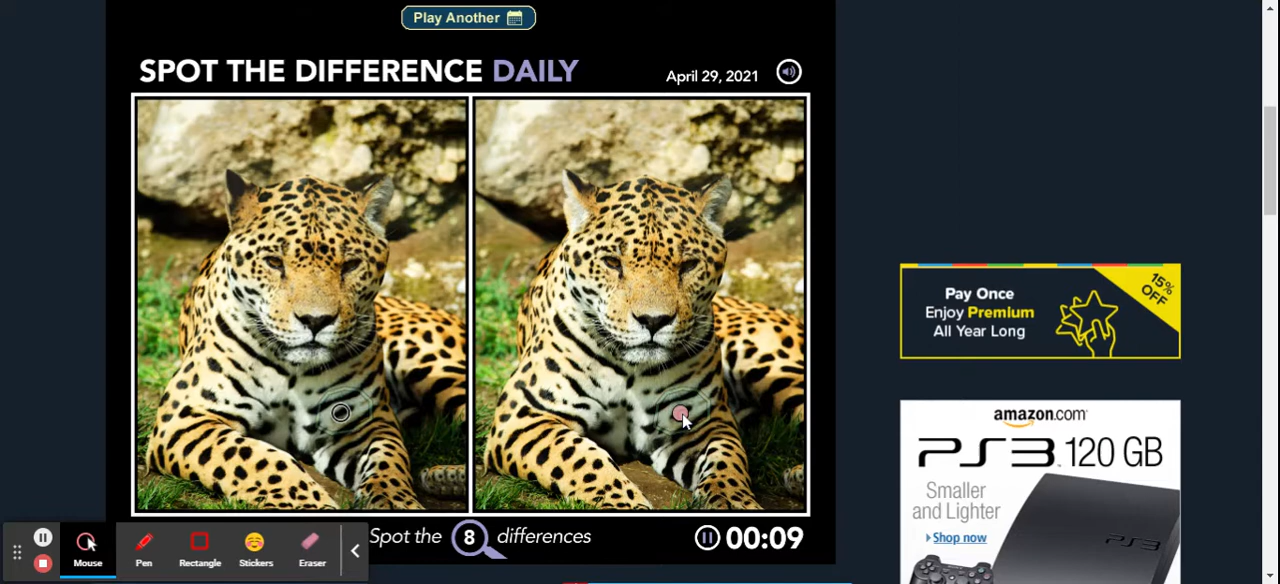 Play Another
SPOT THE DIFFERENCE DAILY
April 29, 2021
Pay Once
Enjoy Premium
All Year Long
15%
OFF
amazon.com
PS3 120 GB
Smaller
and Lighter
Shop now
PS3
Spot the 8 differences
00:09
Mouse
Pen
Rectangle
Stickers
Eraser